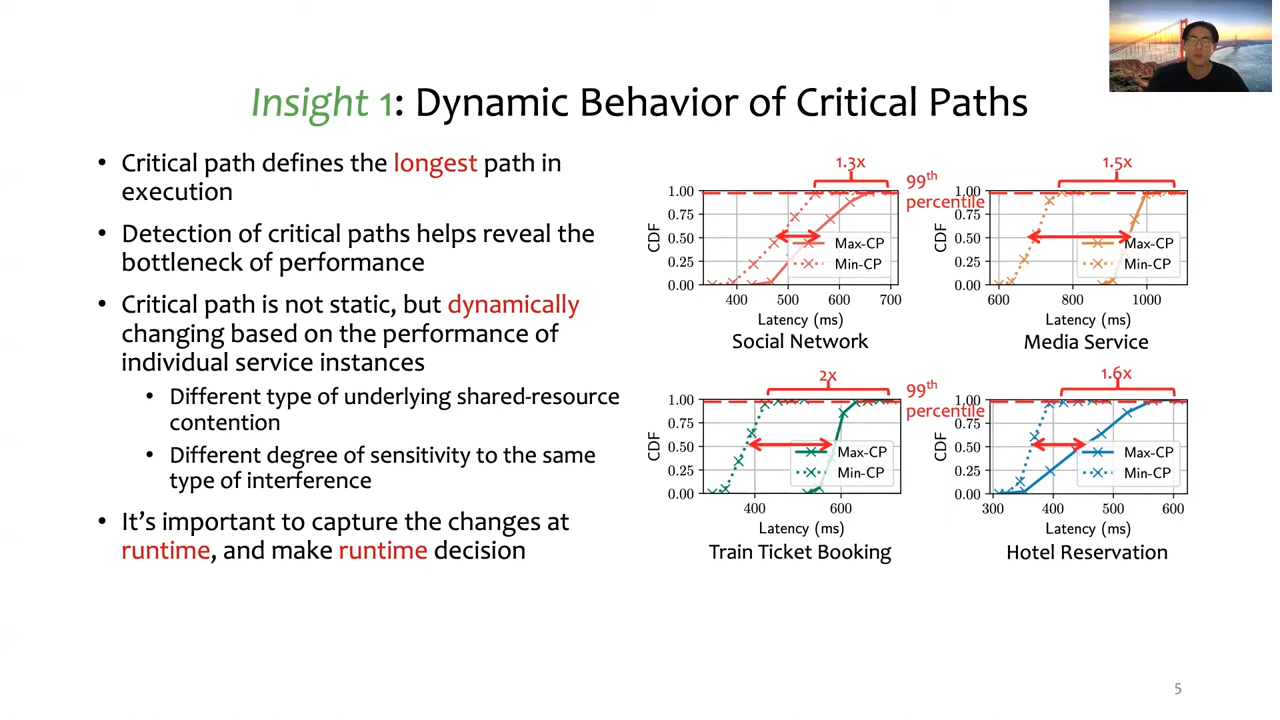 Insight 1: Dynamic Behavior of Critical Paths
• Critical path defines the longest path in
execution
• Detection of critical paths helps reveal the
bottleneck of performance
• Critical path is not static, but dynamically
changing based on the performance of
individual service instances
• Different type of underlying shared-resource
contention
• Different degree of sensitivity to the same
type of interference
• It's important to capture the changes at
runtime, and make runtime decision
1.3x
99th
percentile
1.00
0.75
0.50
0.25
0.00
CDF
Max-CP
Min-CP
400 500 600 700
Latency (ms)
Social Network
1.5x
1.00
0.75
0.50
0.25
0.00
CDF
Max-CP
Min-CP
600 800 1000
Latency (ms)
Media Service
2x
99th
percentile
1.00
0.75
0.50
0.25
0.00
CDF
Max-CP
Min-CP
400 600
Latency (ms)
Train Ticket Booking
1.6x
1.00
0.75
0.50
0.25
0.00
CDF
Max-CP
Min-CP
300 400 500 600
Latency (ms)
Hotel Reservation
5